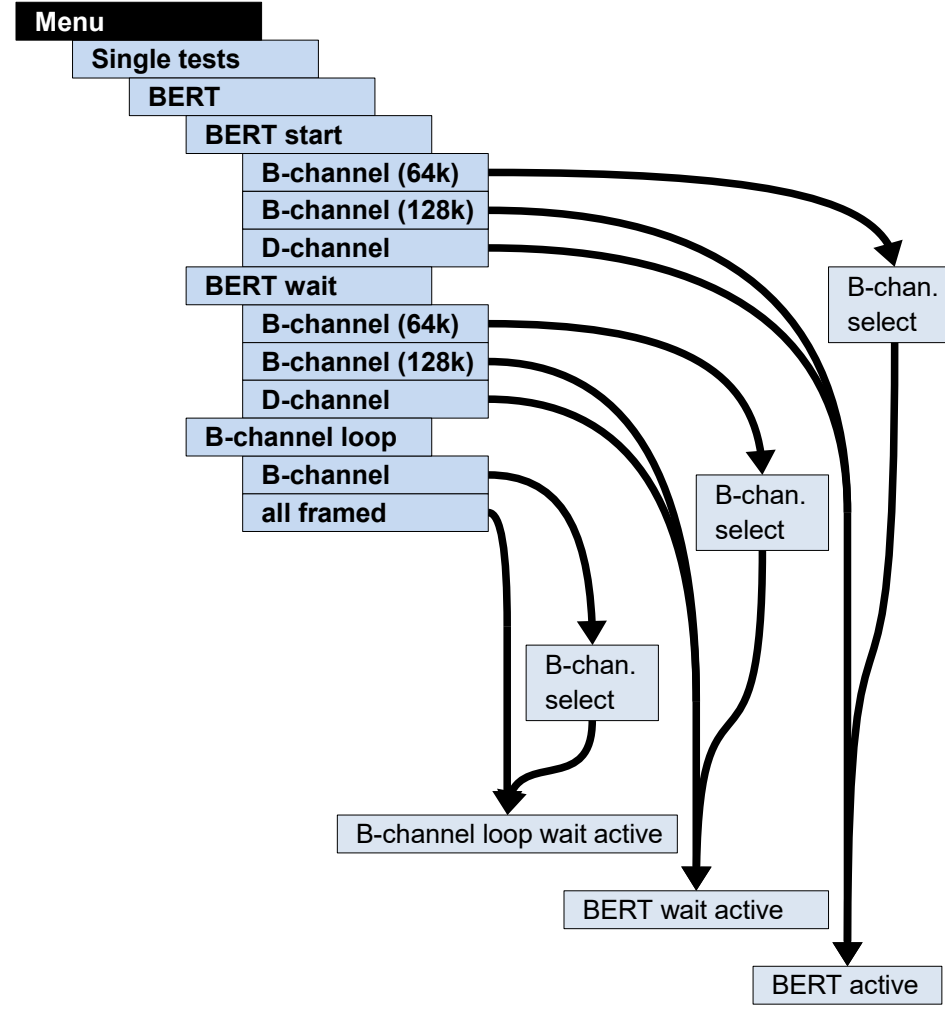 Menu
Single tests
BERT
BERT start
B-channel (64k)
B-channel (128k)
D-channel
BERT wait
B-channel (64k)
B-channel (128k)
D-channel
B-channel loop
B-channel
all framed
B-chan.
select
B-chan.
select
B-chan.
select
B-channel loop wait active
BERT wait active
BERT active